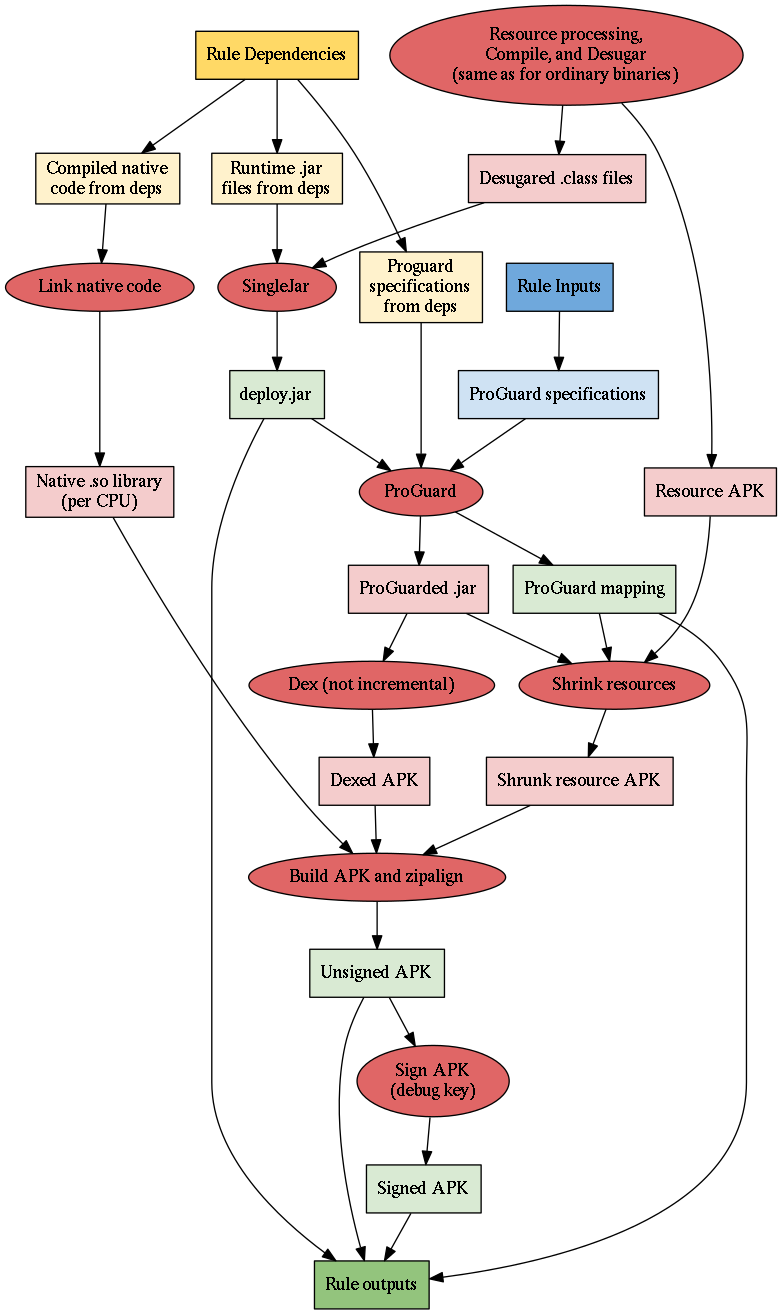 Rule Dependencies
Resource processing,
Compile, and Desugar
(same as for ordinary binaries)
Compiled native
code from deps
Runtime .jar
files from deps
Desugared .class files
Link native code
SingleJar
Proguard
specifications
from deps
Rule Inputs
deploy.jar
ProGuard specifications
Native .so library
(per CPU)
ProGuard
Resource APK
ProGuarded .jar
ProGuard mapping
Dex (not incremental)
Shrink resources
Dexed APK
Shrunk resource APK
Build APK and zipalign
Unsigned APK
Sign APK
(debug key)
Signed APK
Rule outputs